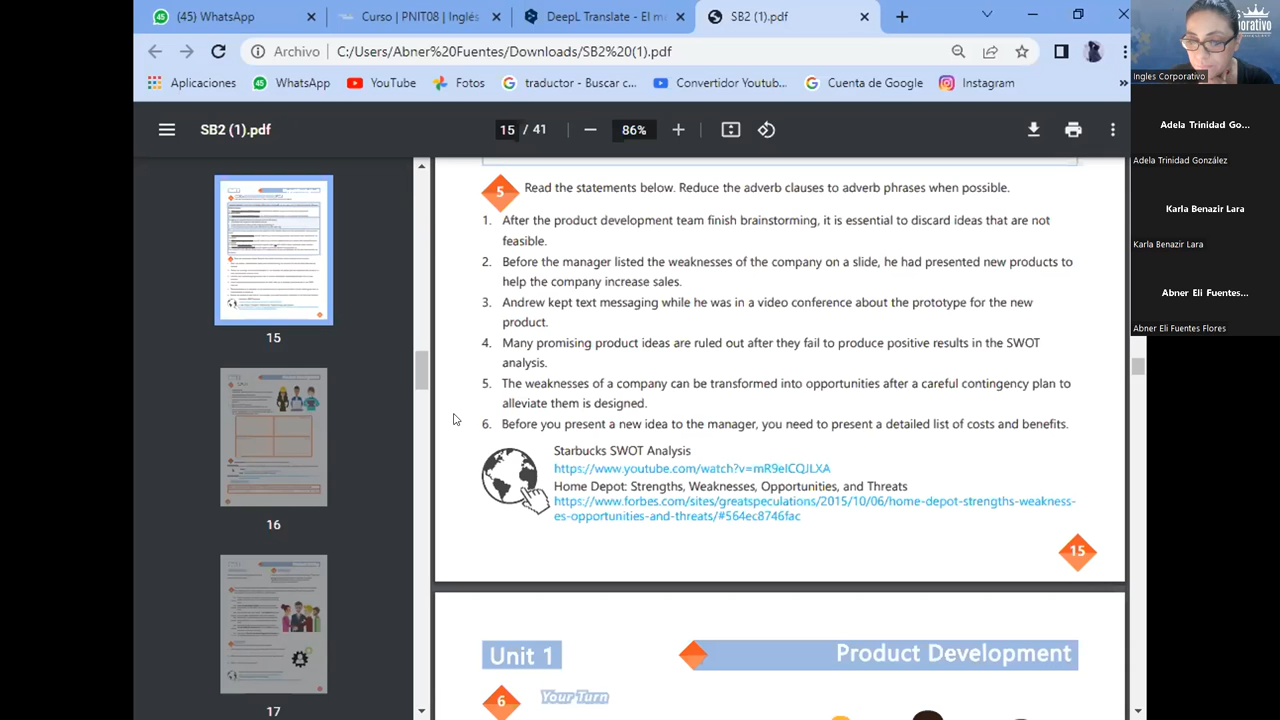 (45) WhatsApp
Curso | PNIT08 | Inglés
DeepL Translate - El m
SB2 (1).pdf
Archivo
C:/Users/Abner%20Fuentes/Downloads/SB2%20(1).pdf
Aplicaciones
WhatsApp
YouTube
Fotos
traductor - Buscar c...
Convertidor Youtub...
Cuenta de Google
Instagram
»
SB2 (1).pdf
15 / 41
86%
15
16
17
5 Read the statements below. Reduce the adverb clauses to adverb phrases when possible.
1. After the product development team finish brainstorming, it is essential to discard ideas that are not
feasible.
2. Before the manager listed the weaknesses of the company on a slide, he had presented new products to
help the company increase sales.
3. kept text messaging while he was in a video conference about the prototype for the new
product.
4. Many promising product ideas are ruled out after they fail to produce positive results in the SWOT
analysis.
5. The weaknesses of a company can be transformed into opportunities after a careful contingency plan to
alleviate them is designed.
6. Before you present a new idea to the manager, you need to present a detailed list of costs and benefits.
Starbucks SWOT Analysis
https://www.youtube.com/watch?v=mR9eICQJLXA
Home Depot: Strengths, Weaknesses, Opportunities, and Threats
https://www.forbes.com/sites/greatspeculations/2015/10/06/home-depot-strengths-weakness-
es-opportunities-and-threats/#564ec8746fac
15
Unit 1
Product Development
6
Your Turn
Ingles Corporativo
Adela Trinidad Go...
Adela Trinidad González
Karla Benazir Lara
Karla Benazir Lara
Abner Eli Fuentes...
Abner Eli Fuentes Flores